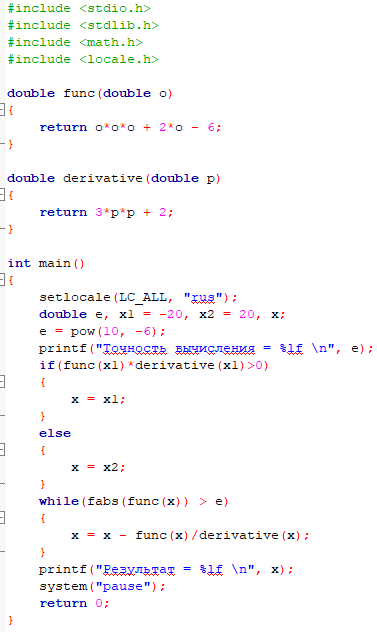 #include <stdio.h>
#include <stdlib.h>
#include <math.h>
#include <locale.h>
double func(double o)
{
return o*o*o + 2*o - 6;
}
double derivative(double p)
{
return 3*p*p + 2;
}
int main()
{
setlocale(LC_ALL, "rus");
double e, x1 = -20, x2 = 20, x;
e = pow(10, -6);
printf("Точность вычисления = %lf \n", e);
if(func(x1)*derivative(x1)>0)
{
x = x1;
}
else
{
x = x2;
}
while(fabs(func(x)) > e)
{
x = x - func(x)/derivative(x);
}
printf("Результат = %lf \n", x);
system("pause");
return 0;
}